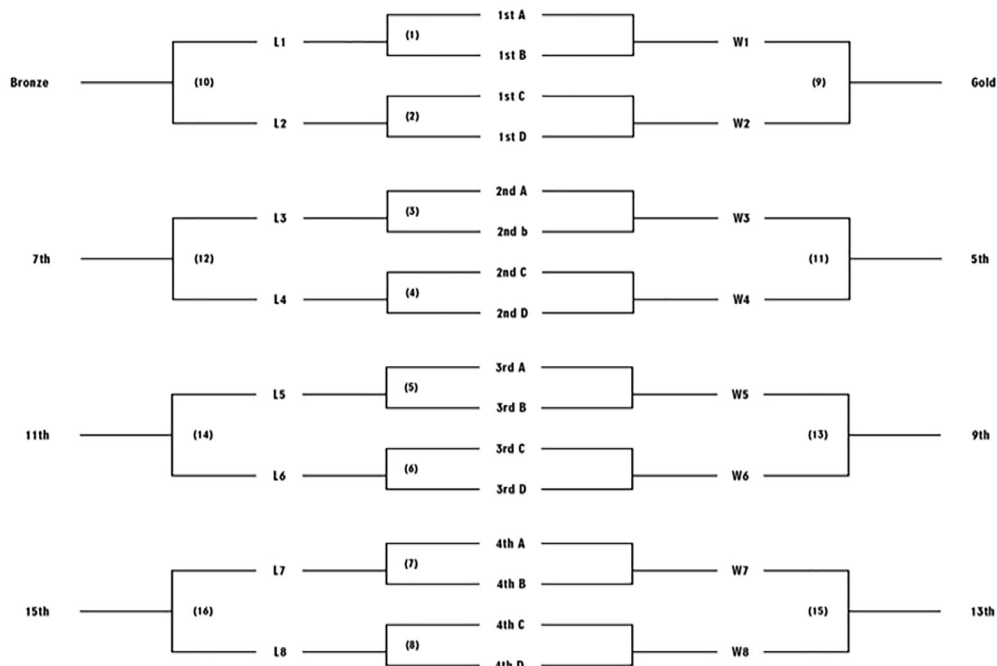 1st A
L1 (1) W1
1st B
Bronze (10) (9) Gold
1st C
L2 (2) W2
1st D
2nd A
L3 (3) W3
2nd b
7th (12) (11) 5th
2nd C
L4 (4) W4
2nd D
3rd A
L5 (5) W5
3rd B
11th (14) (13) 9th
3rd C
L6 (6) W6
3rd D
4th A
L7 (7) W7
4th B
15th (16) (15) 13th
4th C
L8 (8) W8
4th D